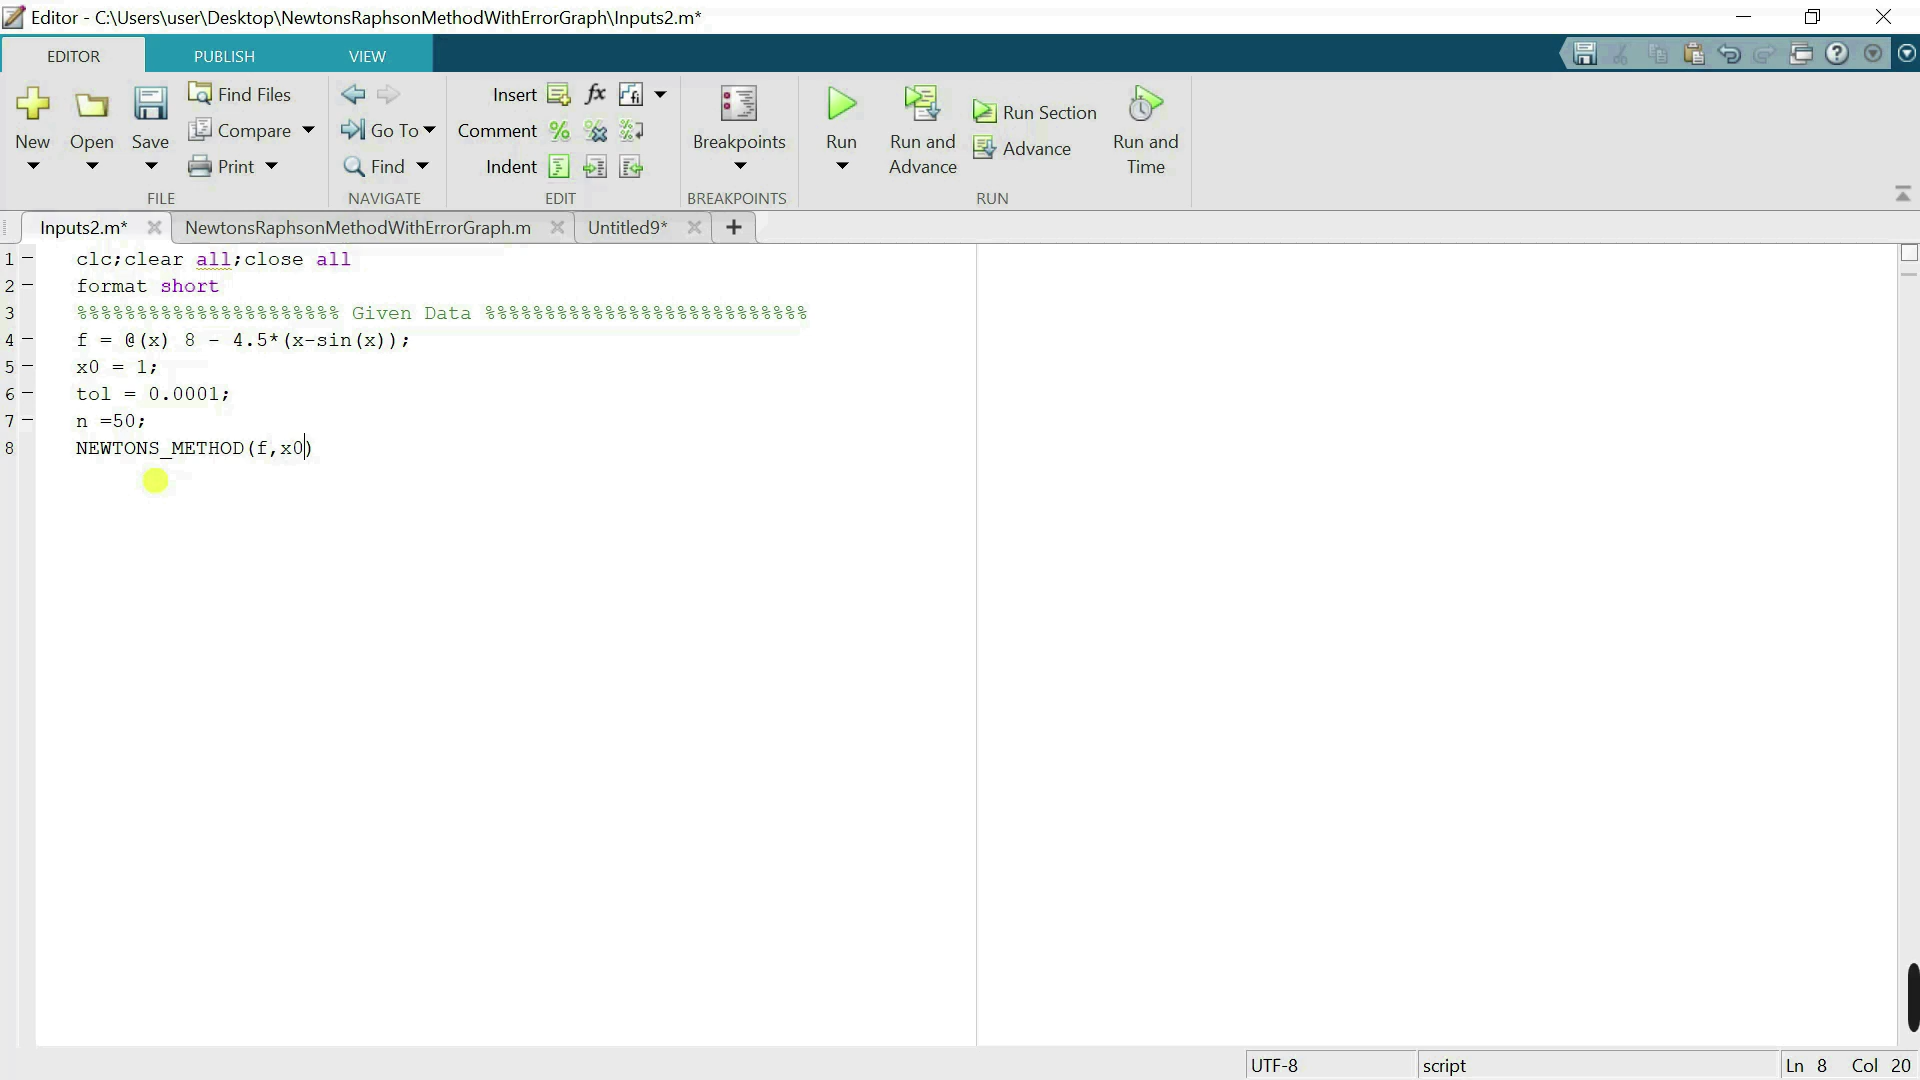 Editor - C:\Users\user\Desktop\NewtonsRaphsonMethodWithErrorGraph\Inputs2.m*
EDITOR PUBLISH VIEW
New Open Save Find Files Compare Print
FILE
Go To Find
NAVIGATE
Insert fx
Comment
Indent
EDIT
Breakpoints
BREAKPOINTS
Run Run and Advance Run Section Advance Run and Time
RUN
Inputs2.m* NewtonsRaphsonMethodWithErrorGraph.m Untitled9* +
1 clc;clear all;close all
2 format short
3 %%%%%%%%%%%%%%%%%%%%%% Given Data %%%%%%%%%%%%%%%%%%%%%%%%%%%
4 f = @(x) 8 - 4.5*(x-sin(x));
5 x0 = 1;
6 tol = 0.0001;
7 n =50;
8 NEWTONS_METHOD(f,x0)
UTF-8 script Ln 8 Col 20